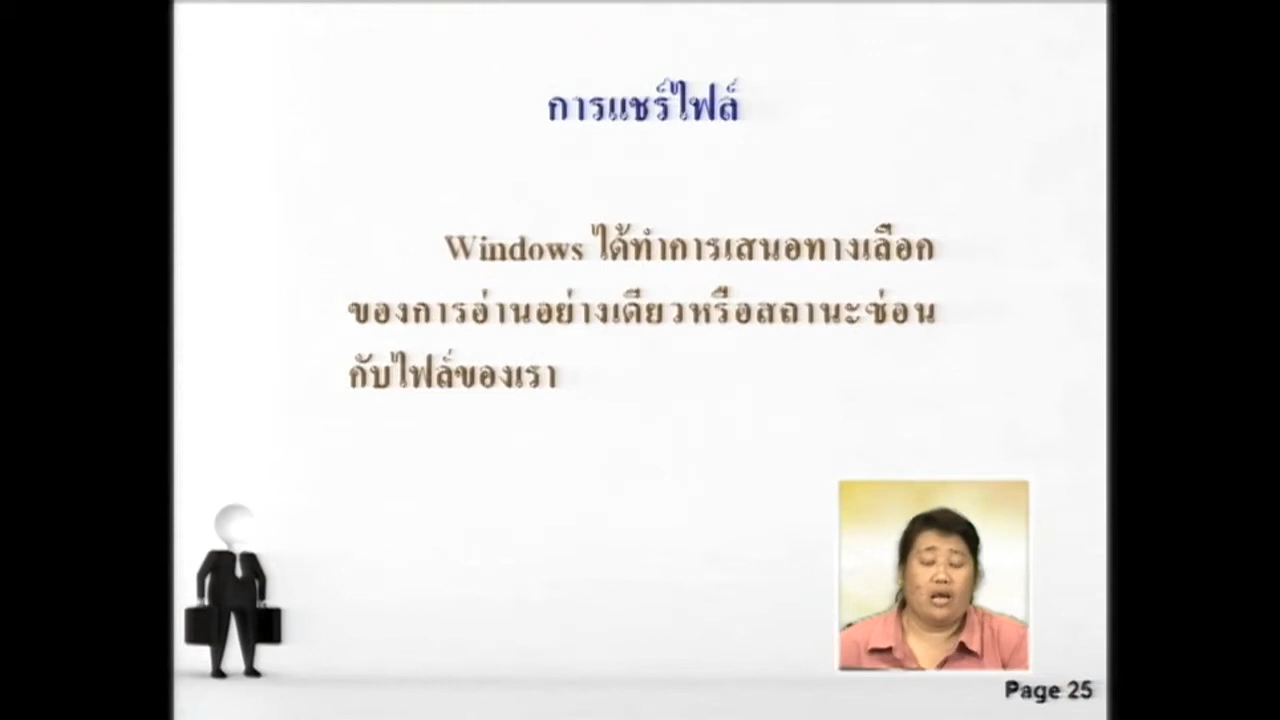 การแชร์ไฟล์
Windows ได้ทำการเสนอทางเลือก
ของการอ่านอย่างเดียวหรือสถานะซ่อน
กับไฟล์ของเรา
Page 25